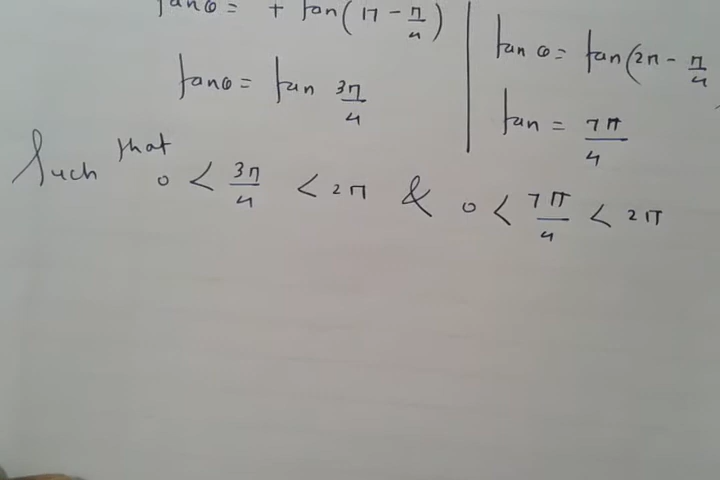 tanθ = + tan(π - π/4)
tanθ = tan 3π/4
tan θ = tan(2π - π/4
tan = 7π/4
Such that 0 < 3π/4 < 2π & 0 < 7π/4 < 2π